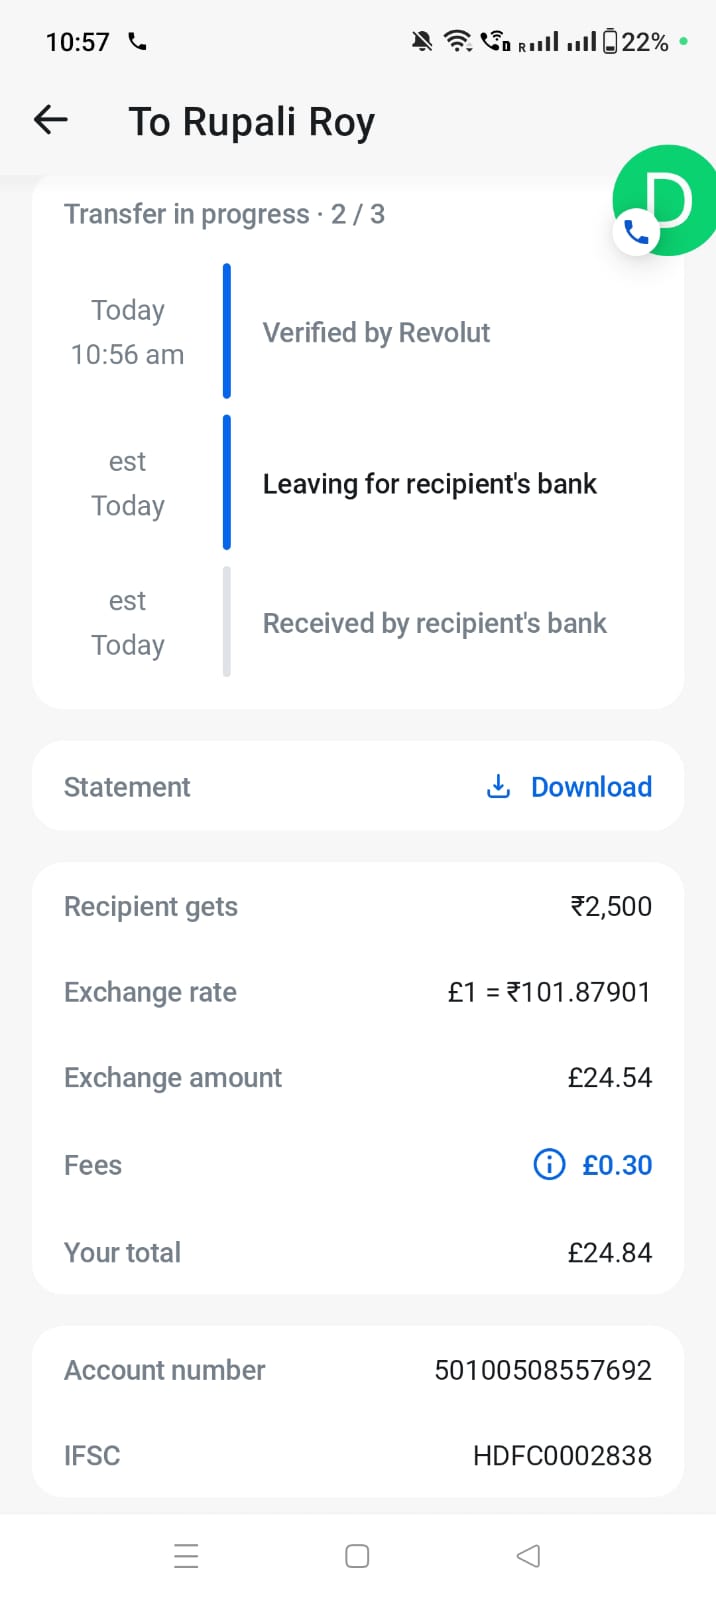 10:57
R 22%
To Rupali Roy
D
Transfer in progress · 2 / 3
Today
10:56 am
Verified by Revolut
est
Today
Leaving for recipient's bank
est
Today
Received by recipient's bank
Statement Download
Recipient gets ₹2,500
Exchange rate £1 = ₹101.87901
Exchange amount £24.54
Fees £0.30
Your total £24.84
Account number 50100508557692
IFSC HDFC0002838